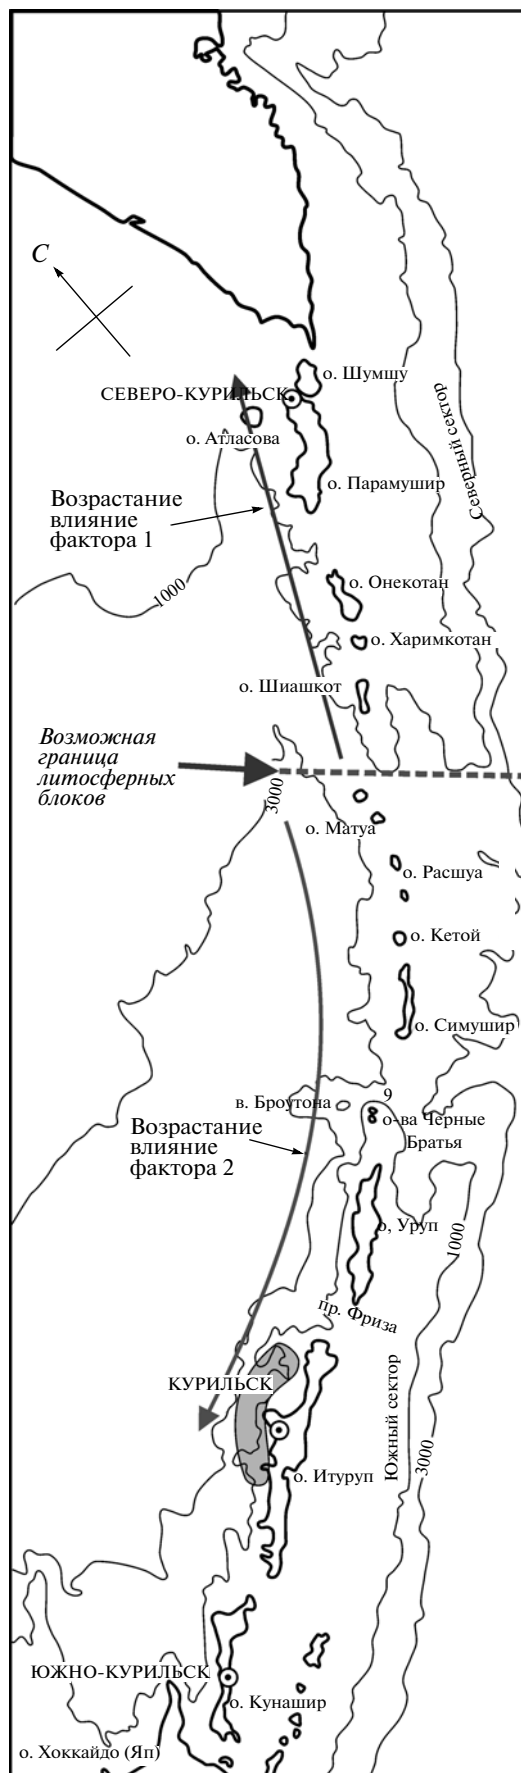 С
о. Шумшу
СЕВЕРО-КУРИЛЬСК
о. Атласова
Северный сектор
о. Парамушир
Возрастание
влияние
фактора 1
о. Онекотан
1000
о. Харимкотан
о. Шиашкот
Возможная
граница
литосферных
блоков
3000
о. Матуа
о. Расшуа
о. Кетой
о. Симушир
9
в. Броутона
о-ва Черные
Братья
Возрастание
влияние
фактора 2
о, Уруп
1000
пр. Фриза
КУРИЛЬСК
Южный сектор
3000
о. Итуруп
ЮЖНО-КУРИЛЬСК
о. Кунашир
о. Хоккайдо (Яп)